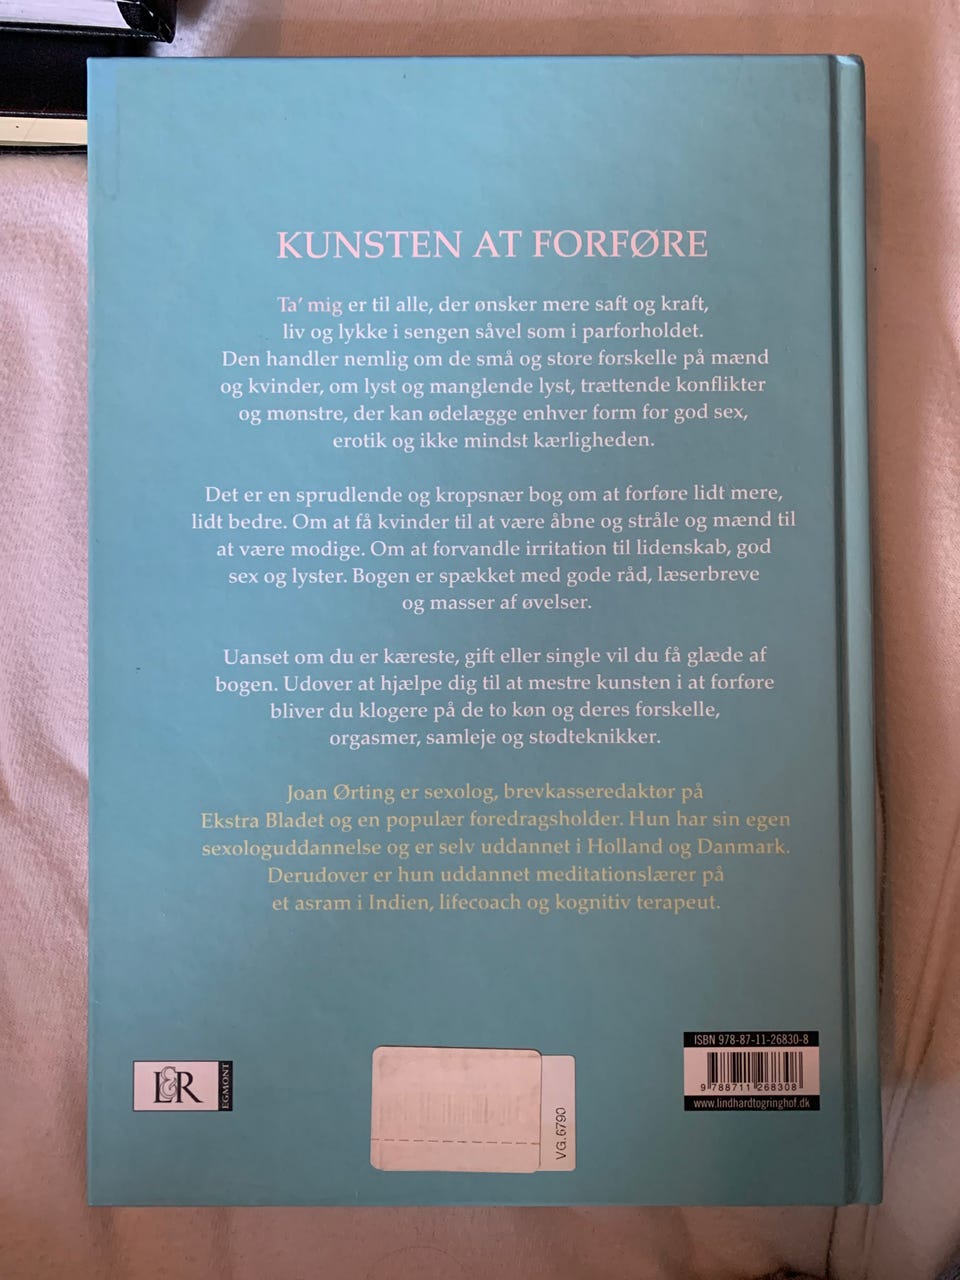 KUNSTEN AT FORFØRE
Ta' mig er til alle, der ønsker mere saft og kraft,
liv og lykke i sengen såvel som i parforholdet.
Den handler nemlig om de små og store forskelle på mænd
og kvinder, om lyst og manglende lyst, trættende konflikter
og mønstre, der kan ødelægge enhver form for god sex,
erotik og ikke mindst kærligheden.
Det er en sprudlende og kropsnær bog om at forføre lidt mere,
lidt bedre. Om at få kvinder til at være åbne og stråle og mænd til
at være modige. Om at forvandle irritation til lidenskab, god
sex og lyster. Bogen er spækket med gode råd, læserbreve
og masser af øvelser.
Uanset om du er kæreste, gift eller single vil du få glæde af
bogen. Udover at hjælpe dig til at mestre kunsten i at forføre
bliver du klogere på de to køn og deres forskelle,
orgasmer, samleje og stødteknikker.
Joan Ørting er sexolog, brevkasseredaktør på
Ekstra Bladet og en populær foredragsholder. Hun har sin egen
sexologuddannelse og er selv uddannet i Holland og Danmark.
Derudover er hun uddannet meditationslærer på
et asram i Indien, lifecoach og kognitiv terapeut.
L&R
EGMONT
VG.6790
ISBN 978-87-11-26830-8
9 788711 268308
www.lindhardtogringhof.dk